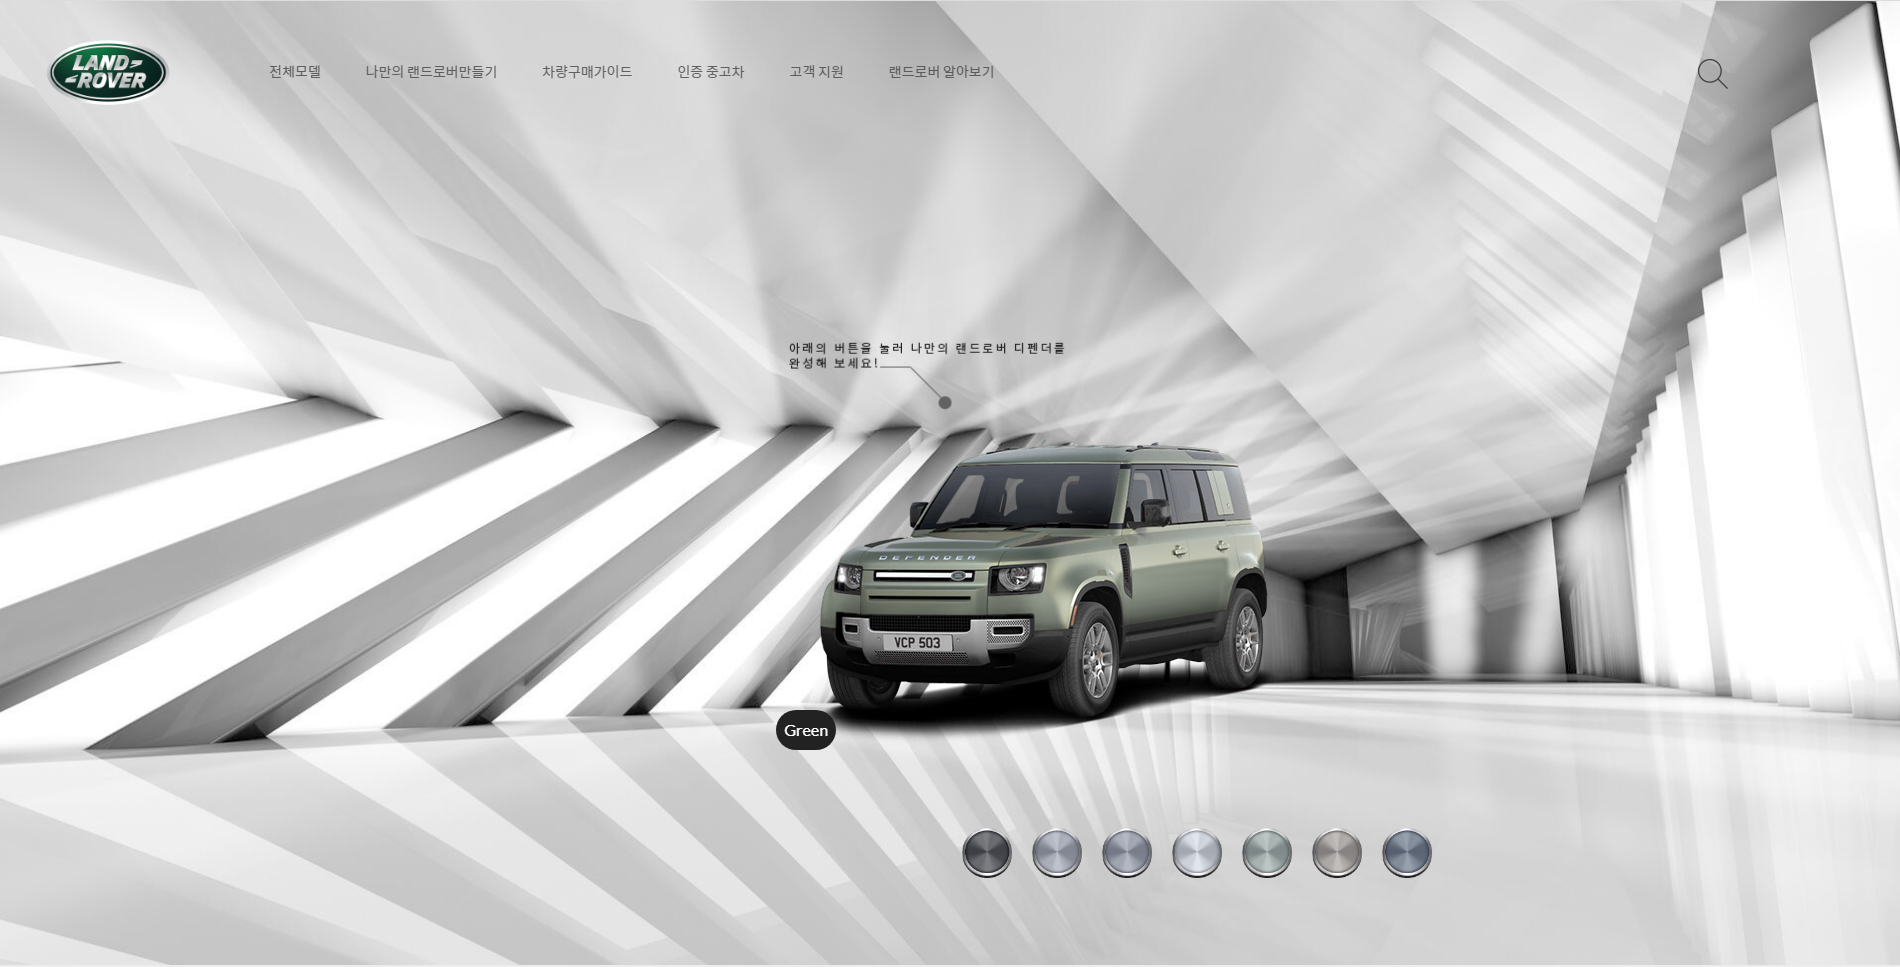 LAND
ROVER
전체모델 나만의 랜드로버만들기 차량구매가이드 인증 중고차 고객 지원 랜드로버 알아보기
아래의 버튼을 눌러 나만의 랜드로버 디펜더를
완성해 보세요!
DEFENDER
VCP 503
Green